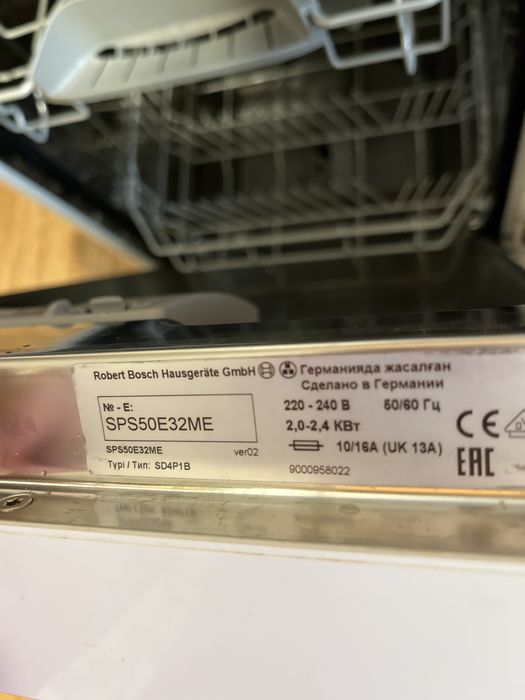 Robert Bosch Hausgeräte GmbH
Германияда жасалған
Сделано в Германии
№ - E:
SPS50E32ME
SPS50E32ME
ver02
Typi / Тип: SD4P1B
220 - 240 В 50/60 Гц
2,0-2,4 КВт
10/16A (UK 13A)
9000958022
CE
EAC